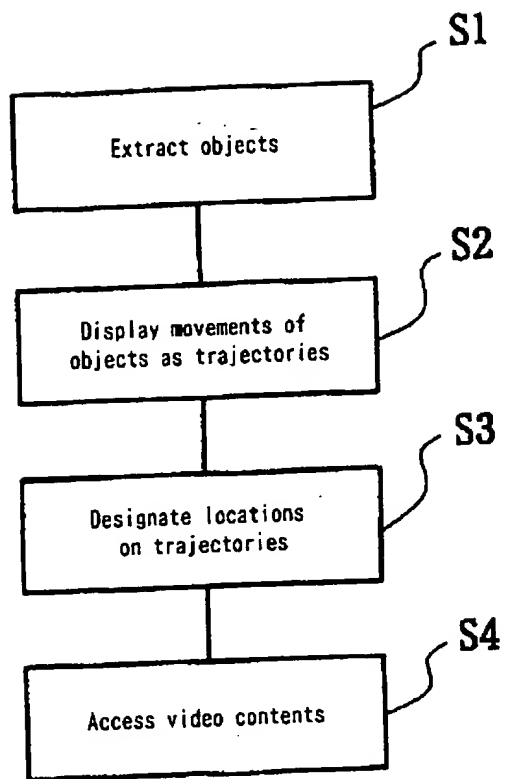 S1
Extract objects
S2
Display movements of
objects as trajectories
S3
Designate locations
on trajectories
S4
Access video contents